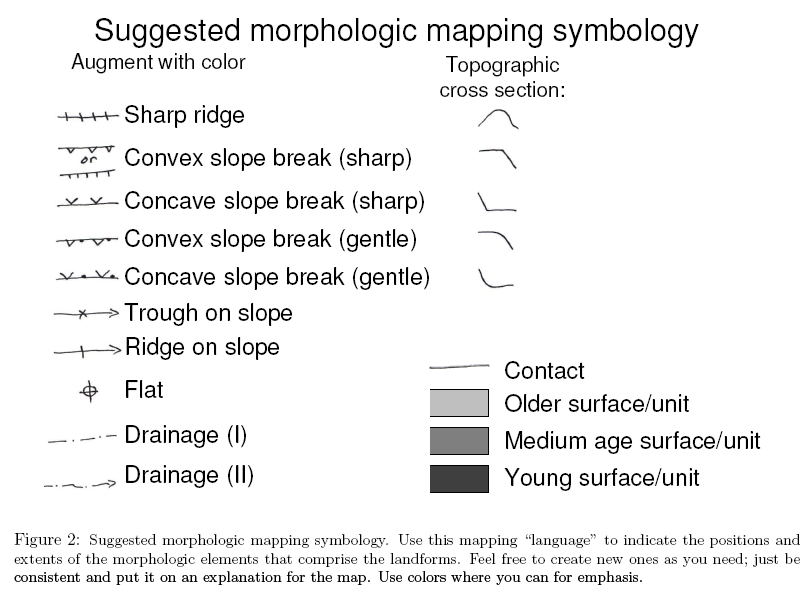 Suggested morphologic mapping symbology
Augment with color
Topographic
cross section:
Sharp ridge
or
Convex slope break (sharp)
Concave slope break (sharp)
Convex slope break (gentle)
Concave slope break (gentle)
Trough on slope
Ridge on slope
Flat
Drainage (I)
Drainage (II)
Contact
Older surface/unit
Medium age surface/unit
Young surface/unit
Figure 2: Suggested morphologic mapping symbology. Use this mapping “language” to indicate the positions and
extents of the morphologic elements that comprise the landforms. Feel free to create new ones as you need; just be
consistent and put it on an explanation for the map. Use colors where you can for emphasis.